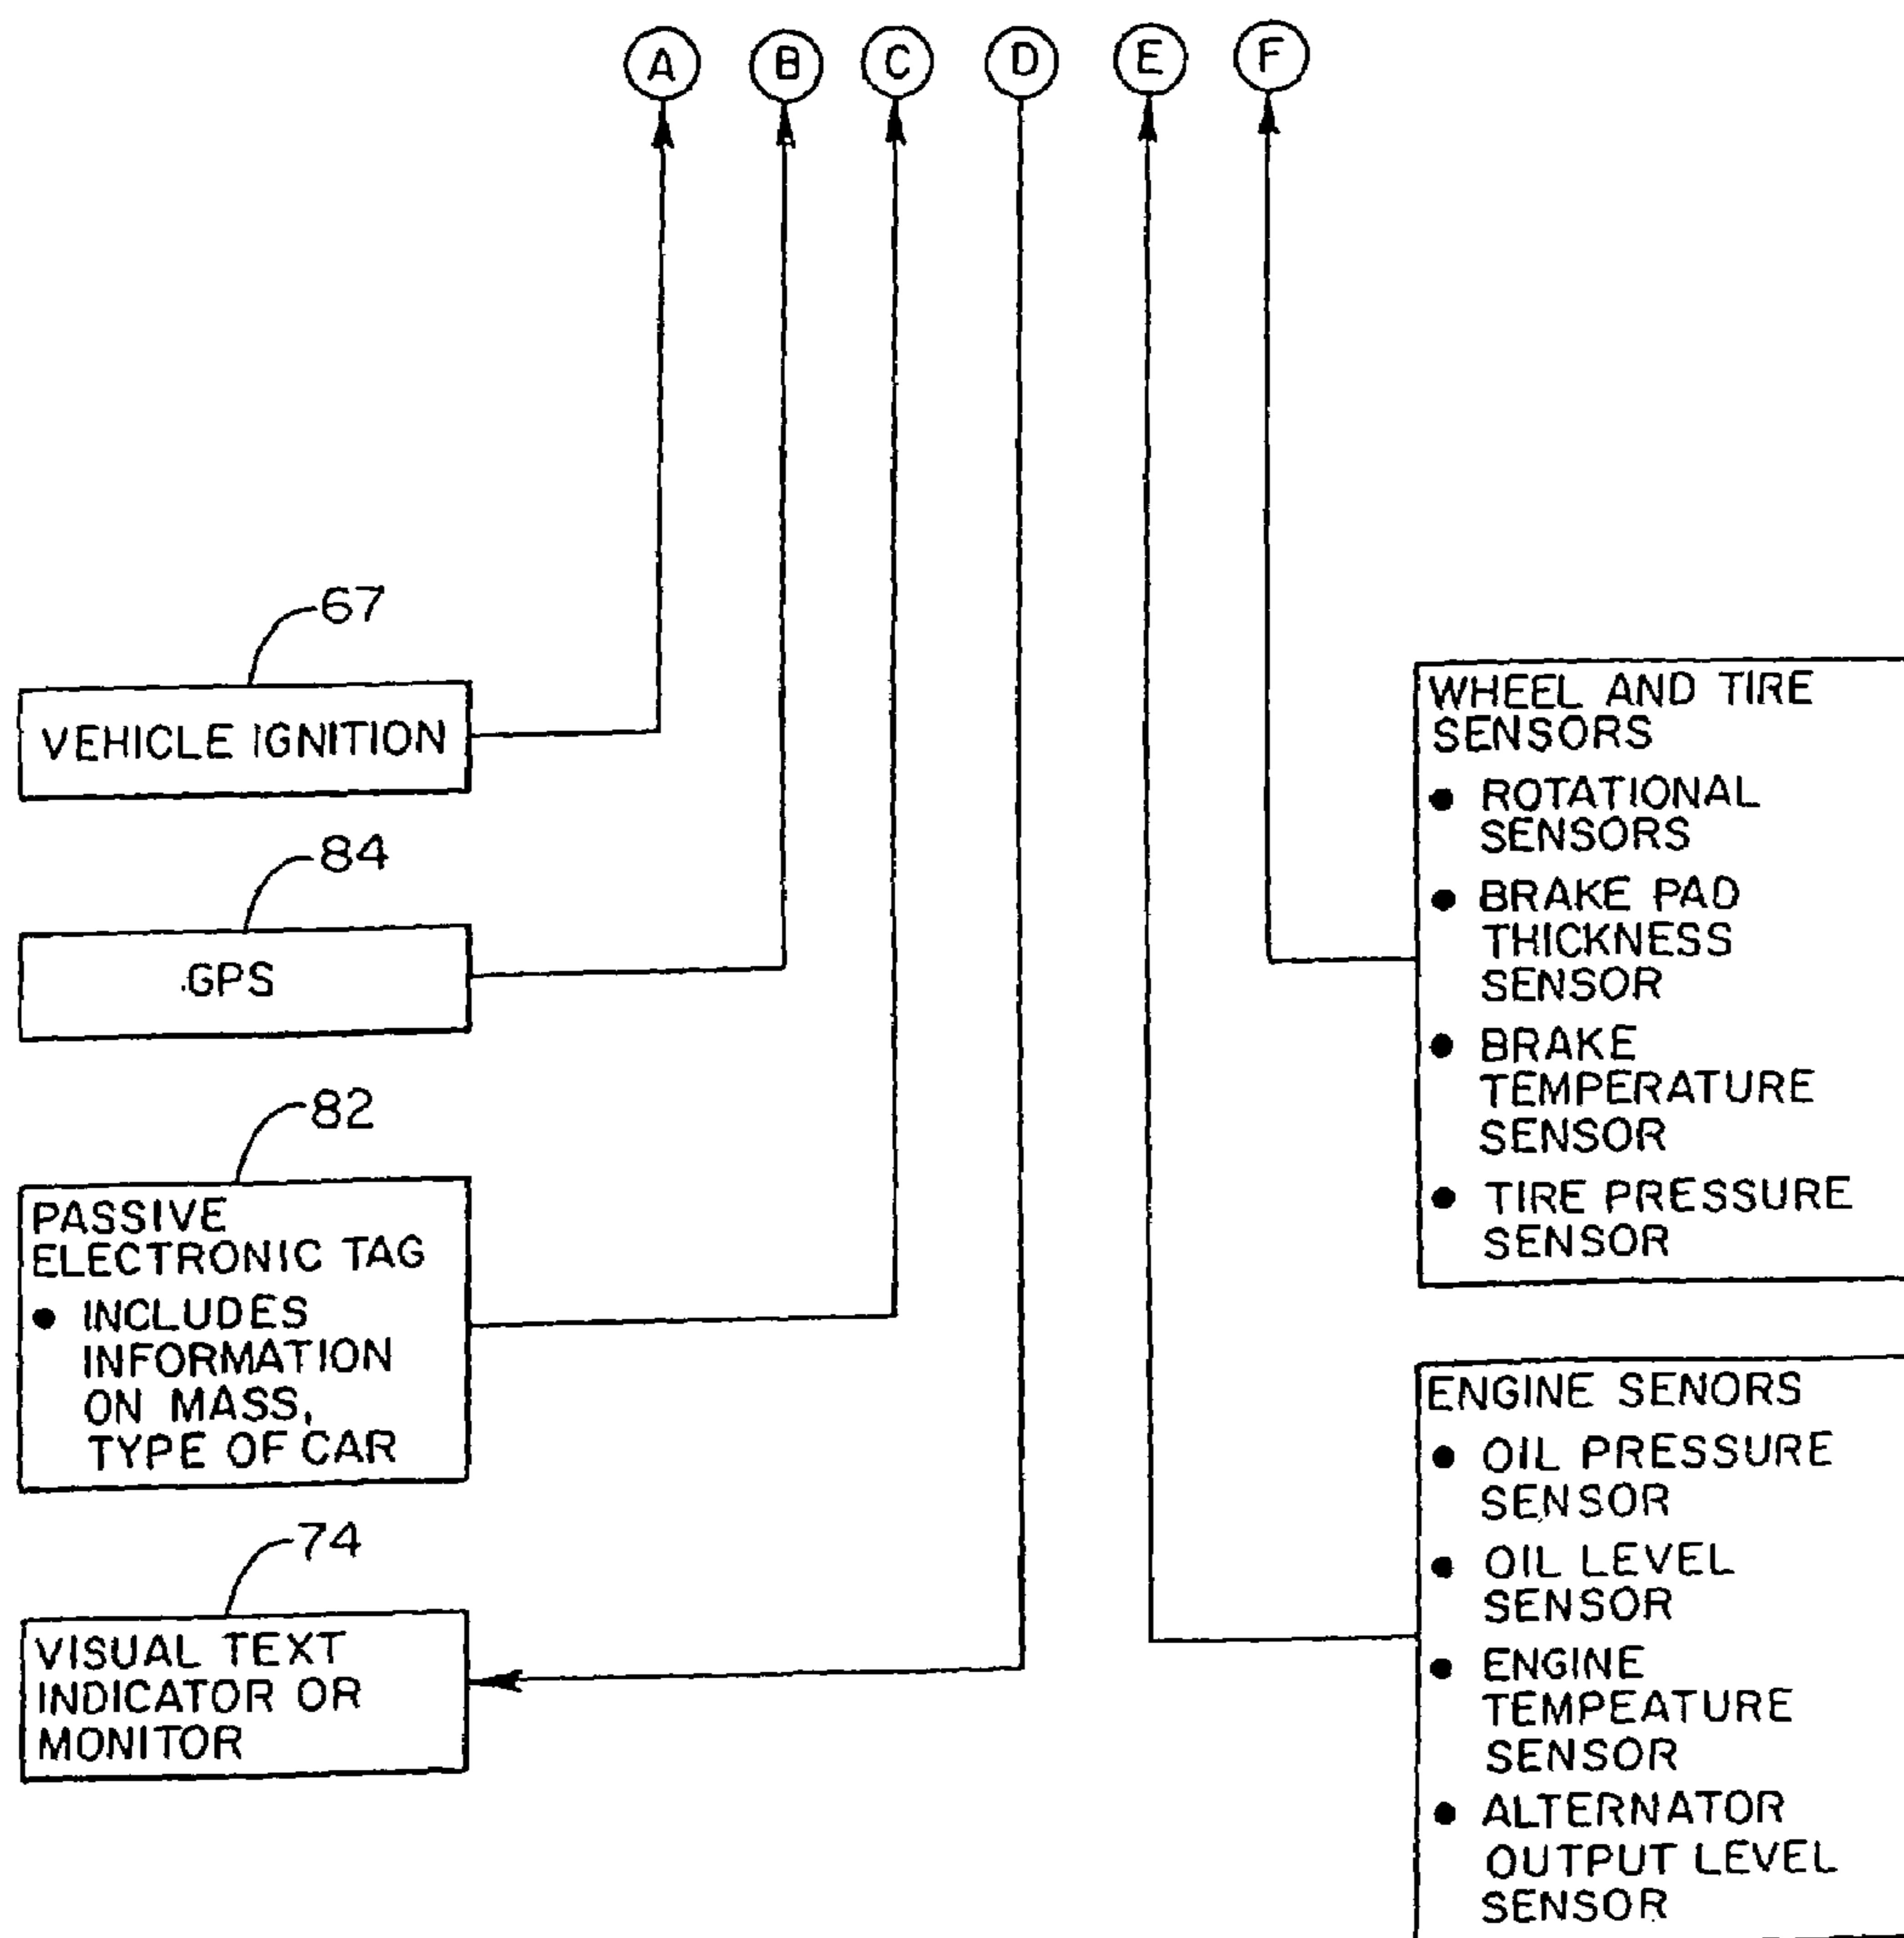 A B C D E F
67
VEHICLE IGNITION
84
GPS
82
PASSIVE
ELECTRONIC TAG
● INCLUDES
INFORMATION
ON MASS,
TYPE OF CAR
74
VISUAL TEXT
INDICATOR OR
MONITOR
WHEEL AND TIRE
SENSORS
● ROTATIONAL
SENSORS
● BRAKE PAD
THICKNESS
SENSOR
● BRAKE
TEMPERATURE
SENSOR
● TIRE PRESSURE
SENSOR
ENGINE SENORS
● OIL PRESSURE
SENSOR
● OIL LEVEL
SENSOR
● ENGINE
TEMPEATURE
SENSOR
● ALTERNATOR
OUTPUT LEVEL
SENSOR